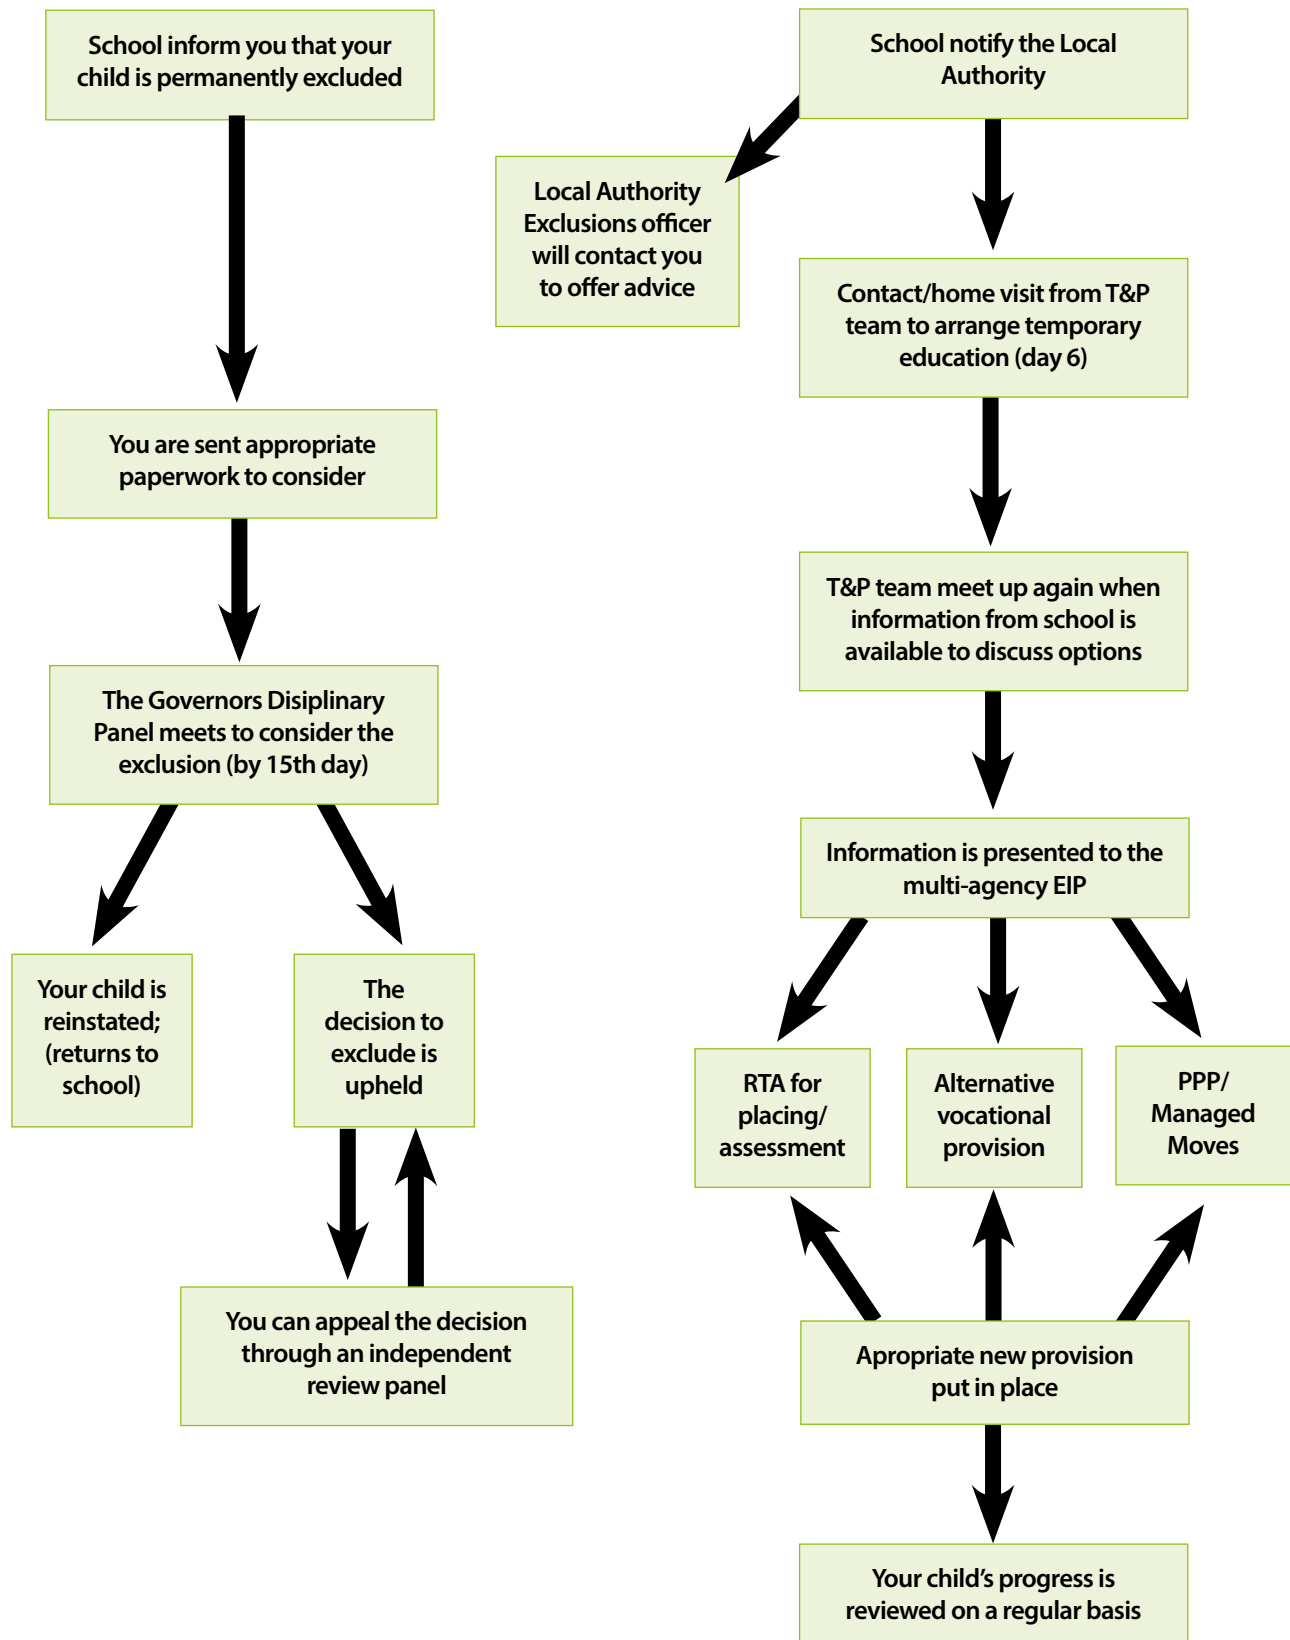 School inform you that your
child is permanently excluded
You are sent appropriate
paperwork to consider
The Governors Disiplinary
Panel meets to consider the
exclusion (by 15th day)
Your child is
reinstated;
(returns to
school)
The
decision to
exclude is
upheld
You can appeal the decision
through an independent
review panel
School notify the Local
Authority
Local Authority
Exclusions officer
will contact you
to offer advice
Contact/home visit from T&P
team to arrange temporary
education (day 6)
T&P team meet up again when
information from school is
available to discuss options
Information is presented to the
multi-agency EIP
RTA for
placing/
assessment
Alternative
vocational
provision
PPP/
Managed
Moves
Apropriate new provision
put in place
Your child’s progress is
reviewed on a regular basis